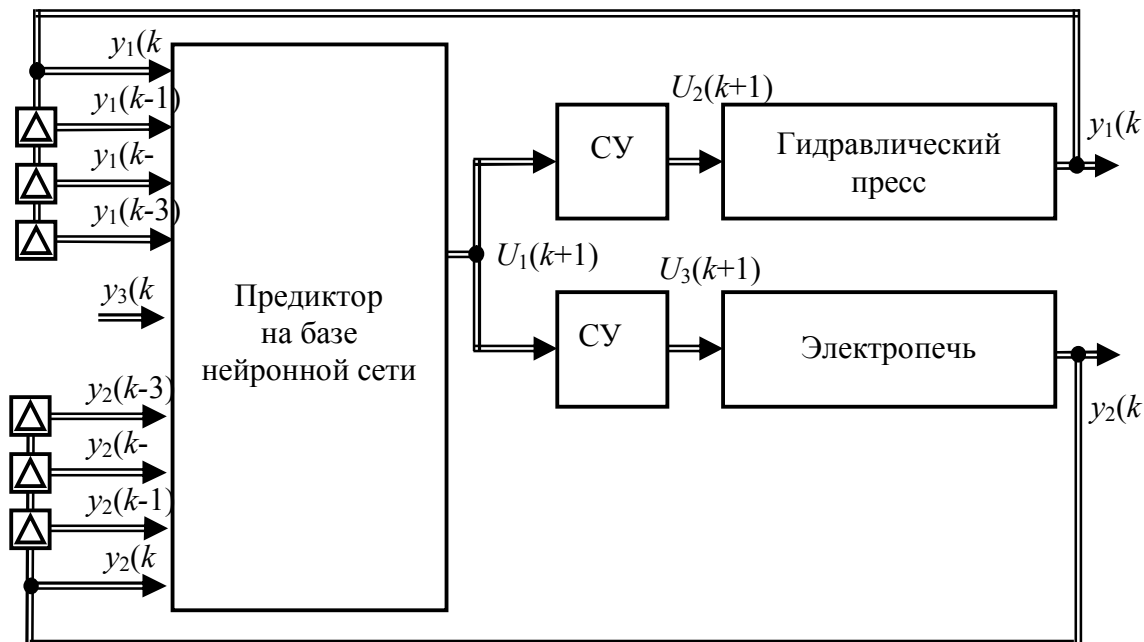 y₁(k
y₁(k-1)
y₁(k-
y₁(k-3)
y₃(k
y₂(k-3)
y₂(k-
y₂(k-1)
y₂(k
Предиктор
на базе
нейронной сети
U₁(k+1)
СУ
U₂(k+1)
Гидравлический
пресс
y₁(k
СУ
U₃(k+1)
Электропечь
y₂(k